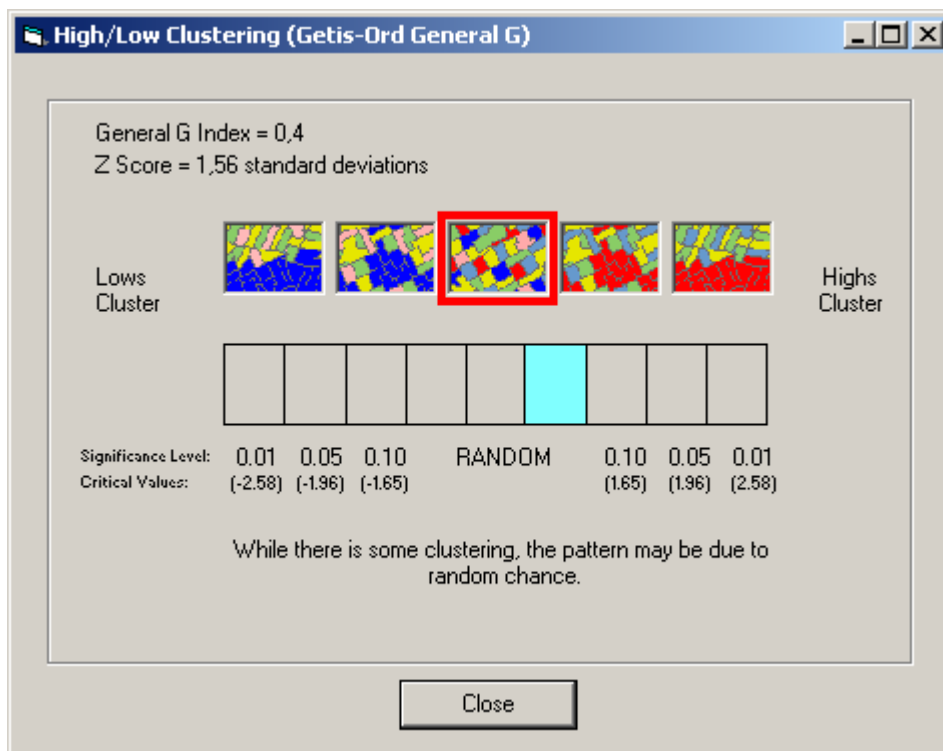 High/Low Clustering (Getis-Ord General G)
General G Index = 0,4
Z Score = 1,56 standard deviations
Lows
Cluster
Highs
Cluster
Significance Level: 0.01 0.05 0.10 RANDOM 0.10 0.05 0.01
Critical Values: (-2.58) (-1.96) (-1.65) (1.65) (1.96) (2.58)
While there is some clustering, the pattern may be due to
random chance.
Close